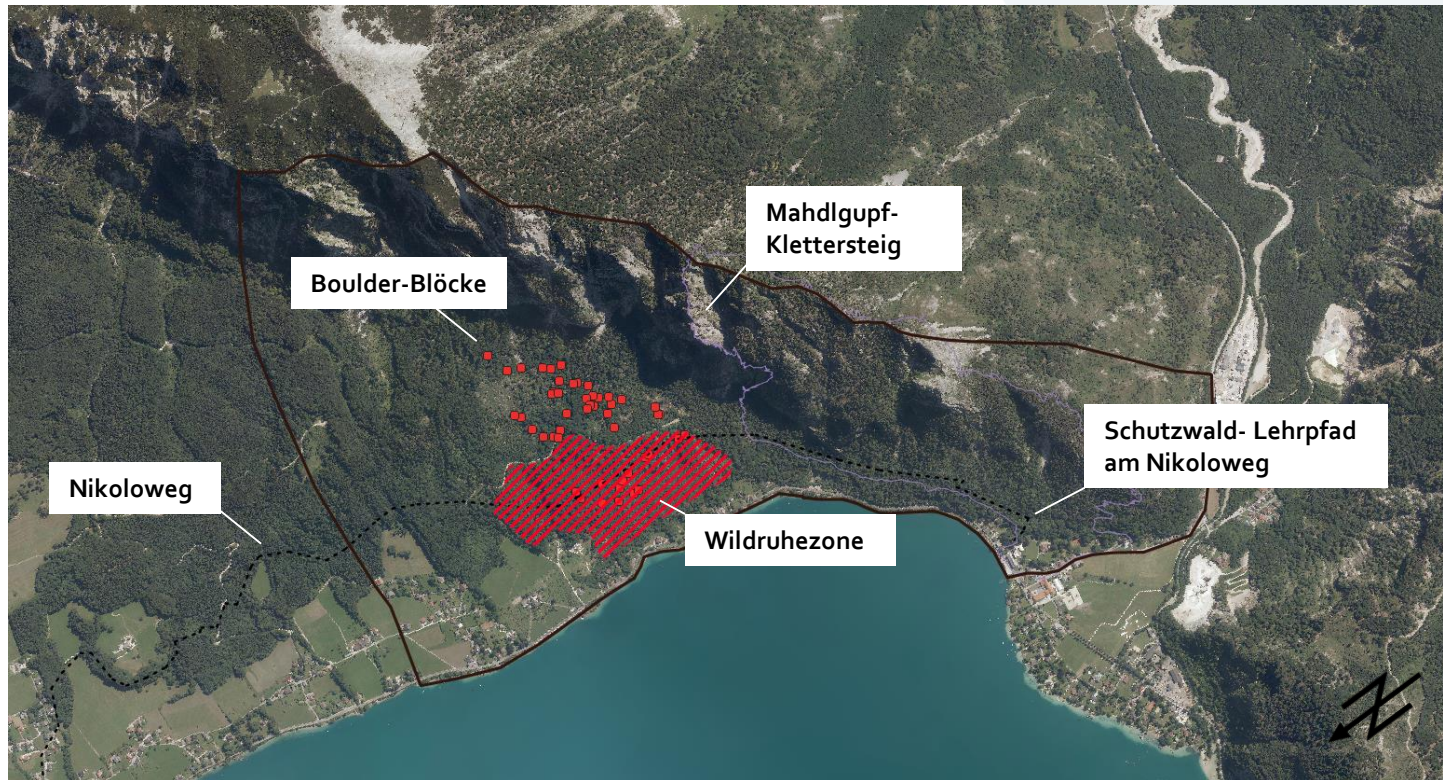 Mahdlgupf-
Klettersteig
Boulder-Blöcke
Schutzwald- Lehrpfad
am Nikoloweg
Nikoloweg
Wildruhezone